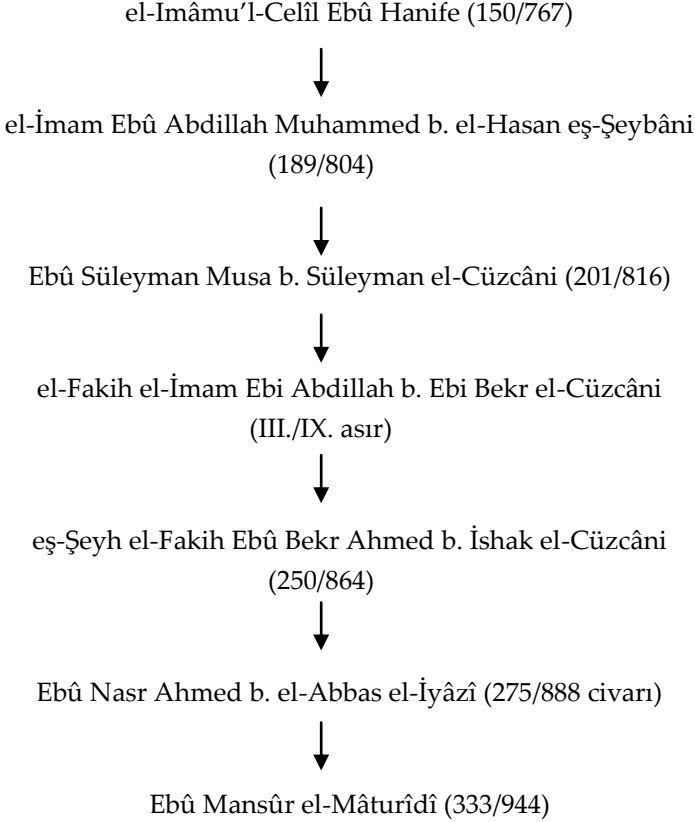 el-Imâmu’l-Celîl Ebû Hanife (150/767)
el-İmam Ebû Abdillah Muhammed b. el-Hasan eş-Şeybâni
(189/804)
Ebû Süleyman Musa b. Süleyman el-Cüzcâni (201/816)
el-Fakih el-İmam Ebi Abdillah b. Ebi Bekr el-Cüzcâni
(III./IX. asır)
eş-Şeyh el-Fakih Ebû Bekr Ahmed b. İshak el-Cüzcâni
(250/864)
Ebû Nasr Ahmed b. el-Abbas el-İyâzî (275/888 civarı)
Ebû Mansûr el-Mâturîdî (333/944)